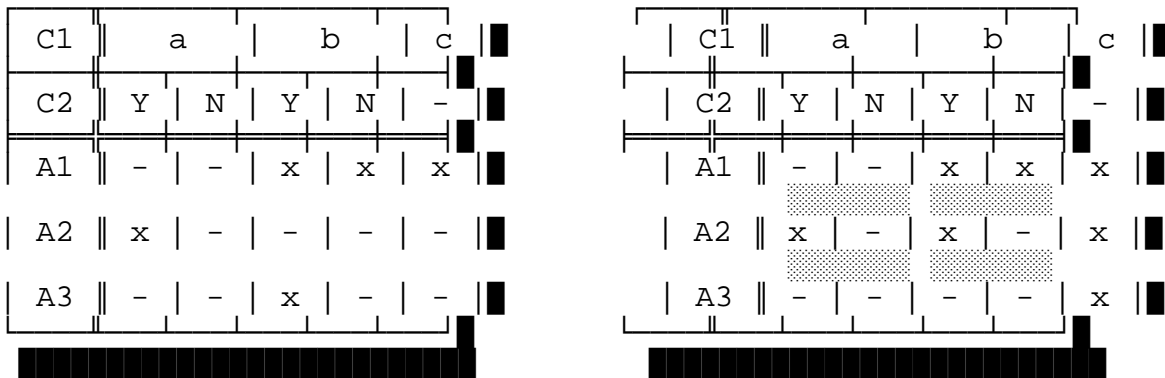 C1 a b c C1 a b c
C2 Y N Y N - C2 Y N Y N -
A1 - - x x x A1 - - x x x
A2 x - - - - A2 x - x - x
A3 - - x - - A3 - - - - x